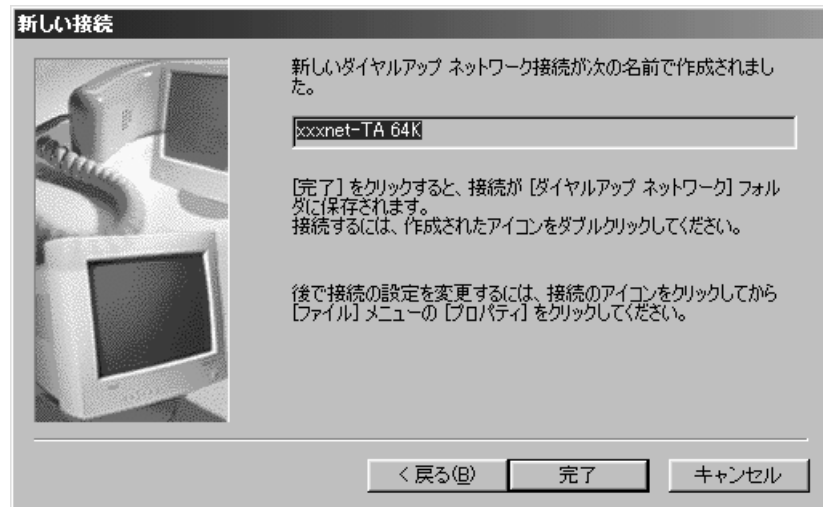 新しい接続
新しいダイヤルアップ ネットワーク接続が次の名前で作成されまし
た。
xxxnet-TA 64K
[完了] をクリックすると、接続が [ダイヤルアップ ネットワーク] フォル
ダに保存されます。
接続するには、作成されたアイコンをダブルクリックしてください。
後で接続の設定を変更するには、接続のアイコンをクリックしてから
[ファイル] メニューの [プロパティ] をクリックしてください。
< 戻る(B)
完了
キャンセル